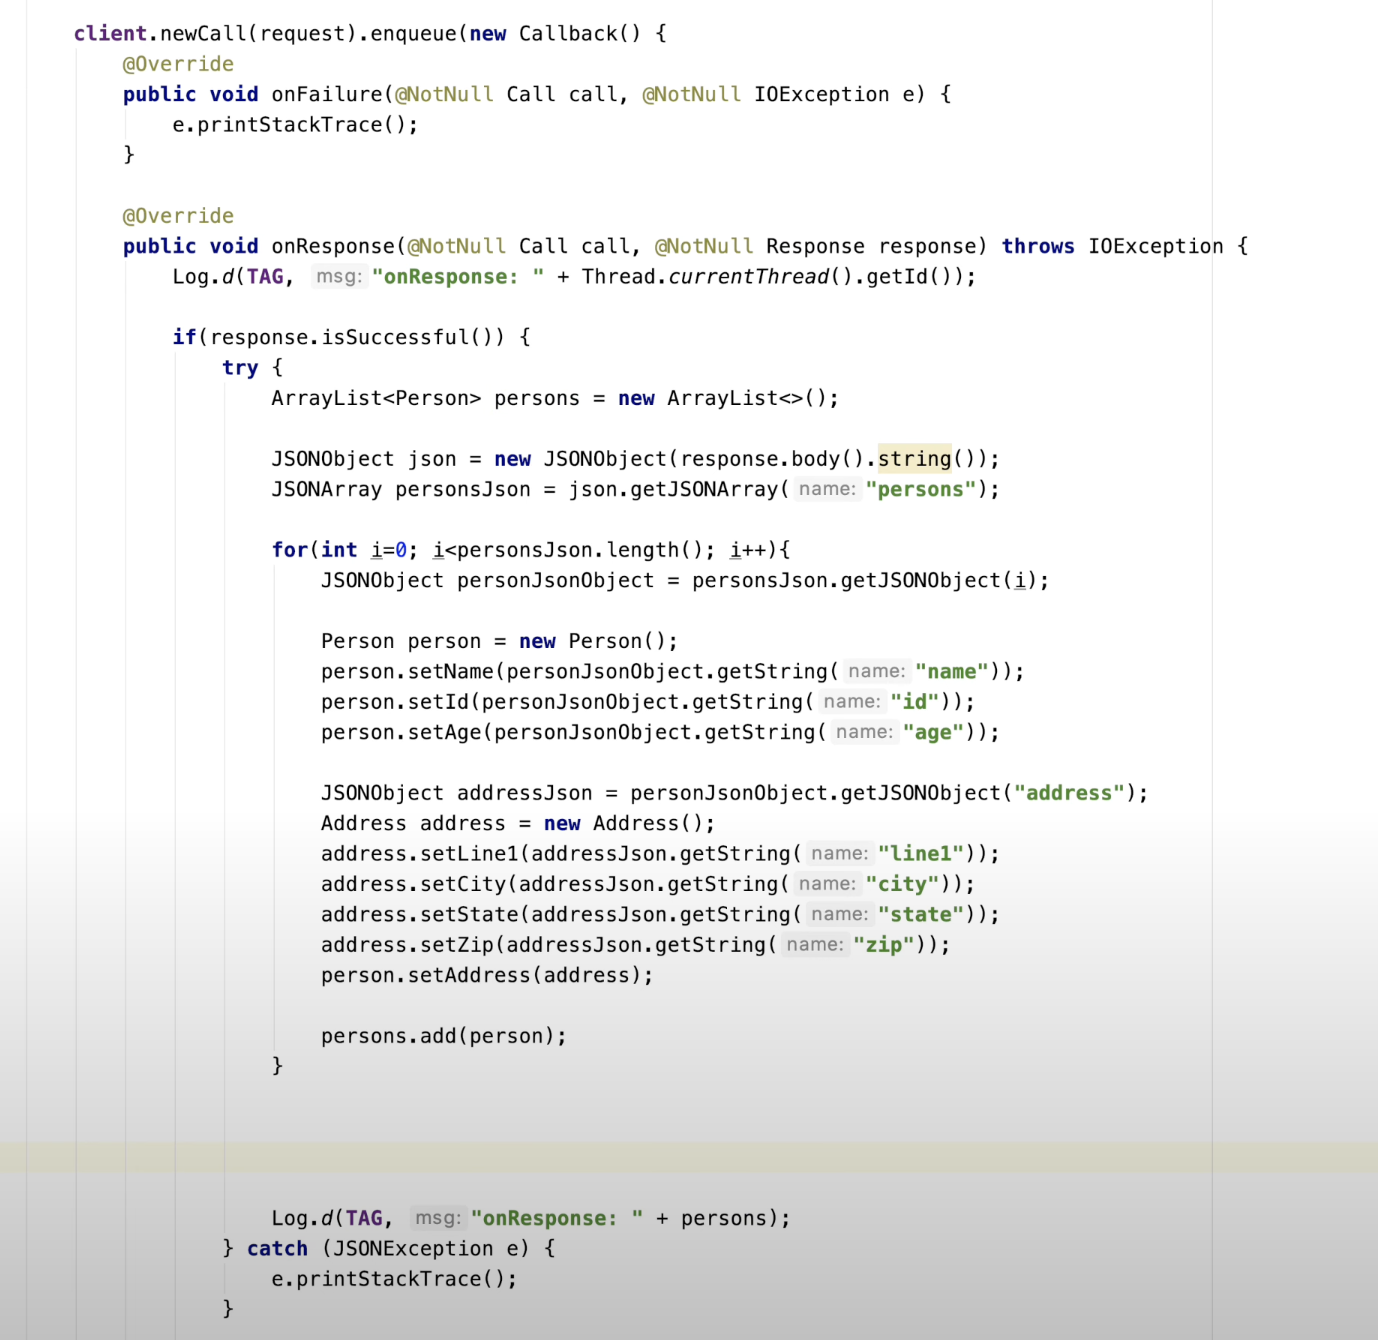 client.newCall(request).enqueue(new Callback() {
@Override
public void onFailure(@NotNull Call call, @NotNull IOException e) {
e.printStackTrace();
}
@Override
public void onResponse(@NotNull Call call, @NotNull Response response) throws IOException {
Log.d(TAG, msg: "onResponse: " + Thread.currentThread().getId());
if(response.isSuccessful()) {
try {
ArrayList<Person> persons = new ArrayList<>();
JSONObject json = new JSONObject(response.body().string());
JSONArray personsJson = json.getJSONArray( name: "persons");
for(int i=0; i<personsJson.length(); i++){
JSONObject personJsonObject = personsJson.getJSONObject(i);
Person person = new Person();
person.setName(personJsonObject.getString( name: "name"));
person.setId(personJsonObject.getString( name: "id"));
person.setAge(personJsonObject.getString( name: "age"));
JSONObject addressJson = personJsonObject.getJSONObject("address");
Address address = new Address();
address.setLine1(addressJson.getString( name: "line1"));
address.setCity(addressJson.getString( name: "city"));
address.setState(addressJson.getString( name: "state"));
address.setZip(addressJson.getString( name: "zip"));
person.setAddress(address);
persons.add(person);
}
Log.d(TAG, msg: "onResponse: " + persons);
} catch (JSONException e) {
e.printStackTrace();
}